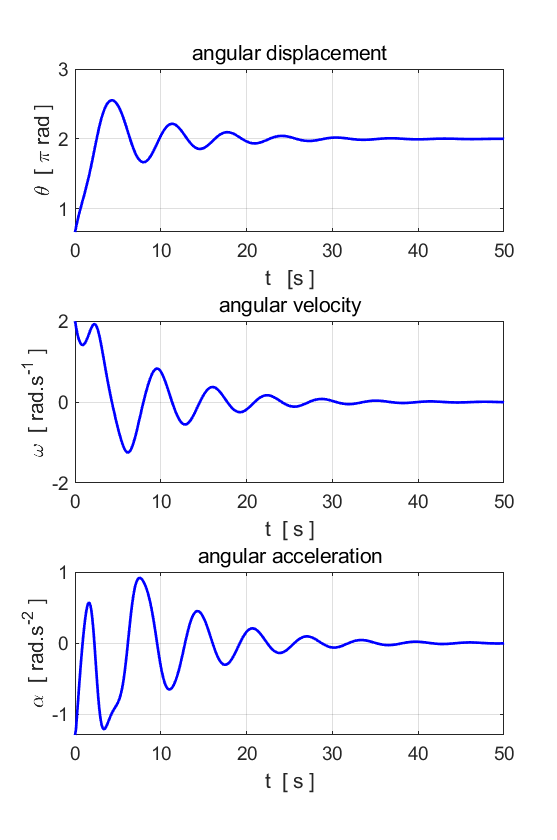 angular displacement
3
2
1
θ [ π rad ]
0 10 20 30 40 50
t [s ]
angular velocity
2
0
-2
ω [ rad.s-1 ]
0 10 20 30 40 50
t [ s ]
angular acceleration
1
0
-1
α [ rad.s-2 ]
0 10 20 30 40 50
t [ s ]